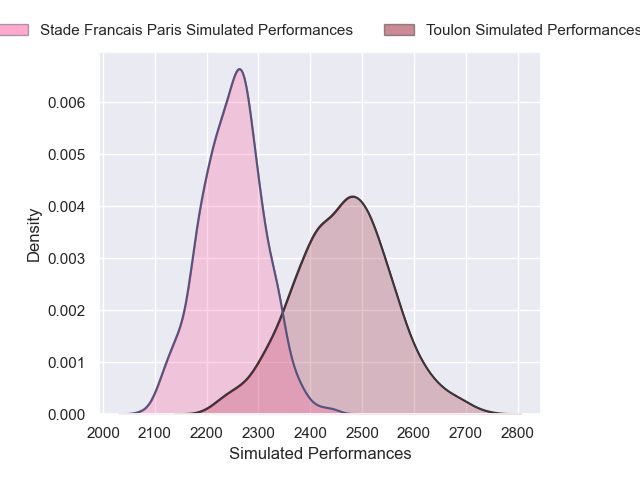 Stade Francais Paris Simulated Performances Toulon Simulated Performances
0.006
0.005
0.004
0.003
0.002
0.001
0.000
Density
2000 2100 2200 2300 2400 2500 2600 2700 2800
Simulated Performances